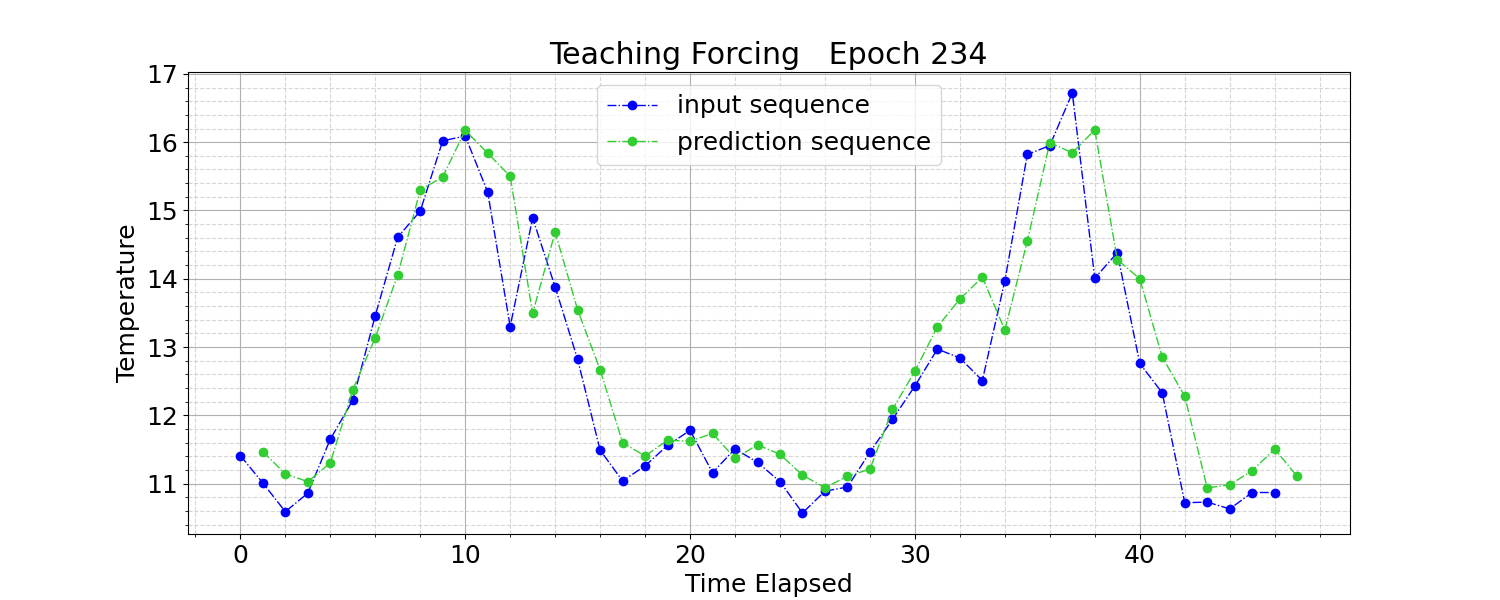 Teaching Forcing   Epoch 234
input sequence
prediction sequence
Temperature
17
16
15
14
13
12
11
0 10 20 30 40
Time Elapsed